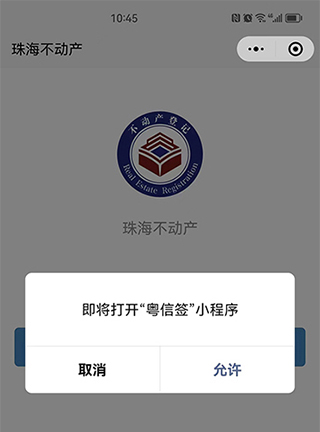 10:45
珠海不动产
不动产登记
Real Estate Registration
珠海不动产
即将打开“粤信签”小程序
取消
允许